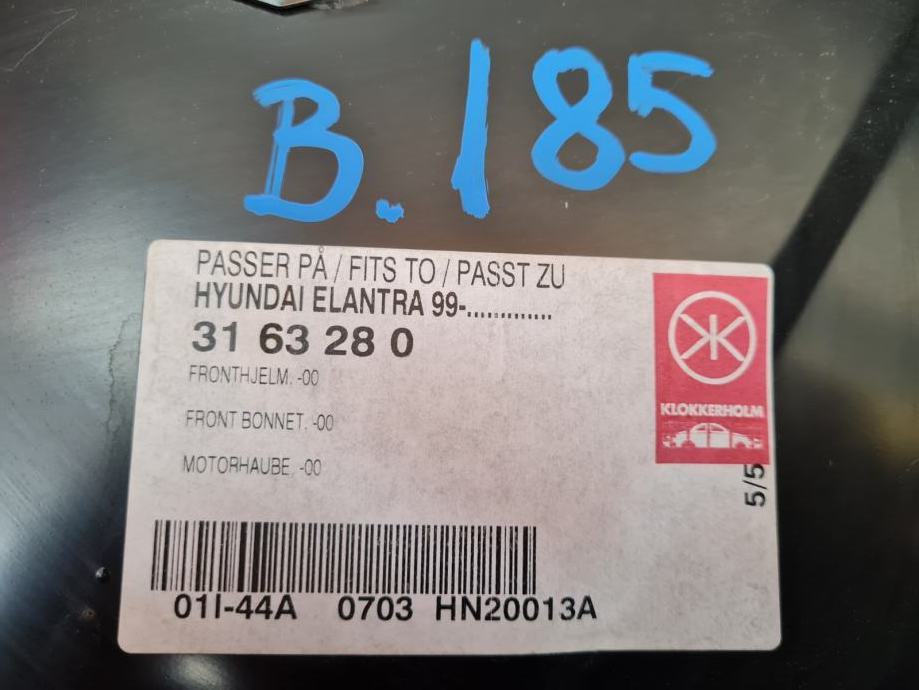 B.185
PASSER PÅ / FITS TO / PASST ZU
HYUNDAI ELANTRA 99-.............
31 63 28 0
FRONTHJELM. -00
FRONT BONNET. -00
MOTORHAUBE. -00
KLOKKERHOLM
5/5
01I-44A 0703 HN20013A